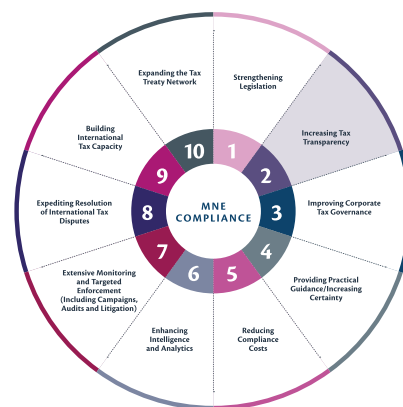 MNE
COMPLIANCE
1
Strengthening
Legislation
2
Increasing Tax
Transparency
3
Improving Corporate
Tax Governance
4
Providing Practical
Guidance/Increasing
Certainty
5
Reducing
Compliance
Costs
6
Enhancing
Intelligence
and Analytics
7
Extensive Monitoring
and Targeted
Enforcement
(Including Campaigns,
Audits and Litigation)
8
Expediting Resolution
of International Tax
Disputes
9
Building
International
Tax Capacity
10
Expanding the Tax
Treaty Network